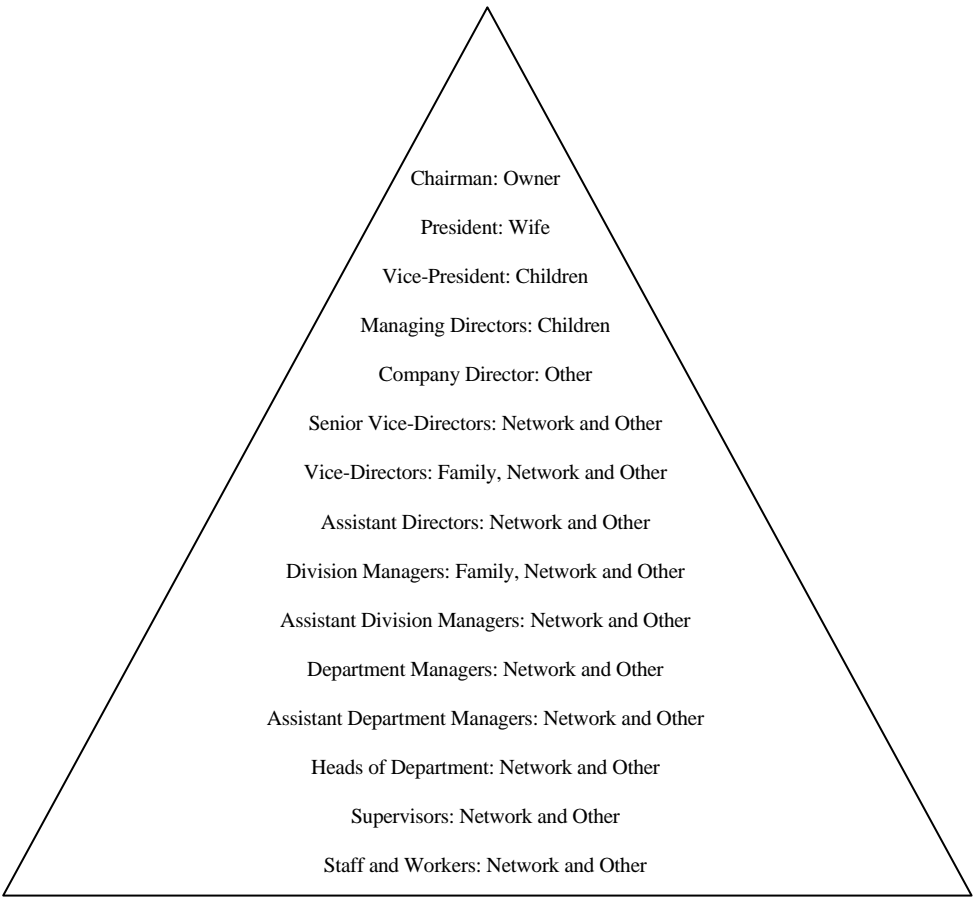 Chairman: Owner
President: Wife
Vice-President: Children
Managing Directors: Children
Company Director: Other
Senior Vice-Directors: Network and Other
Vice-Directors: Family, Network and Other
Assistant Directors: Network and Other
Division Managers: Family, Network and Other
Assistant Division Managers: Network and Other
Department Managers: Network and Other
Assistant Department Managers: Network and Other
Heads of Department: Network and Other
Supervisors: Network and Other
Staff and Workers: Network and Other